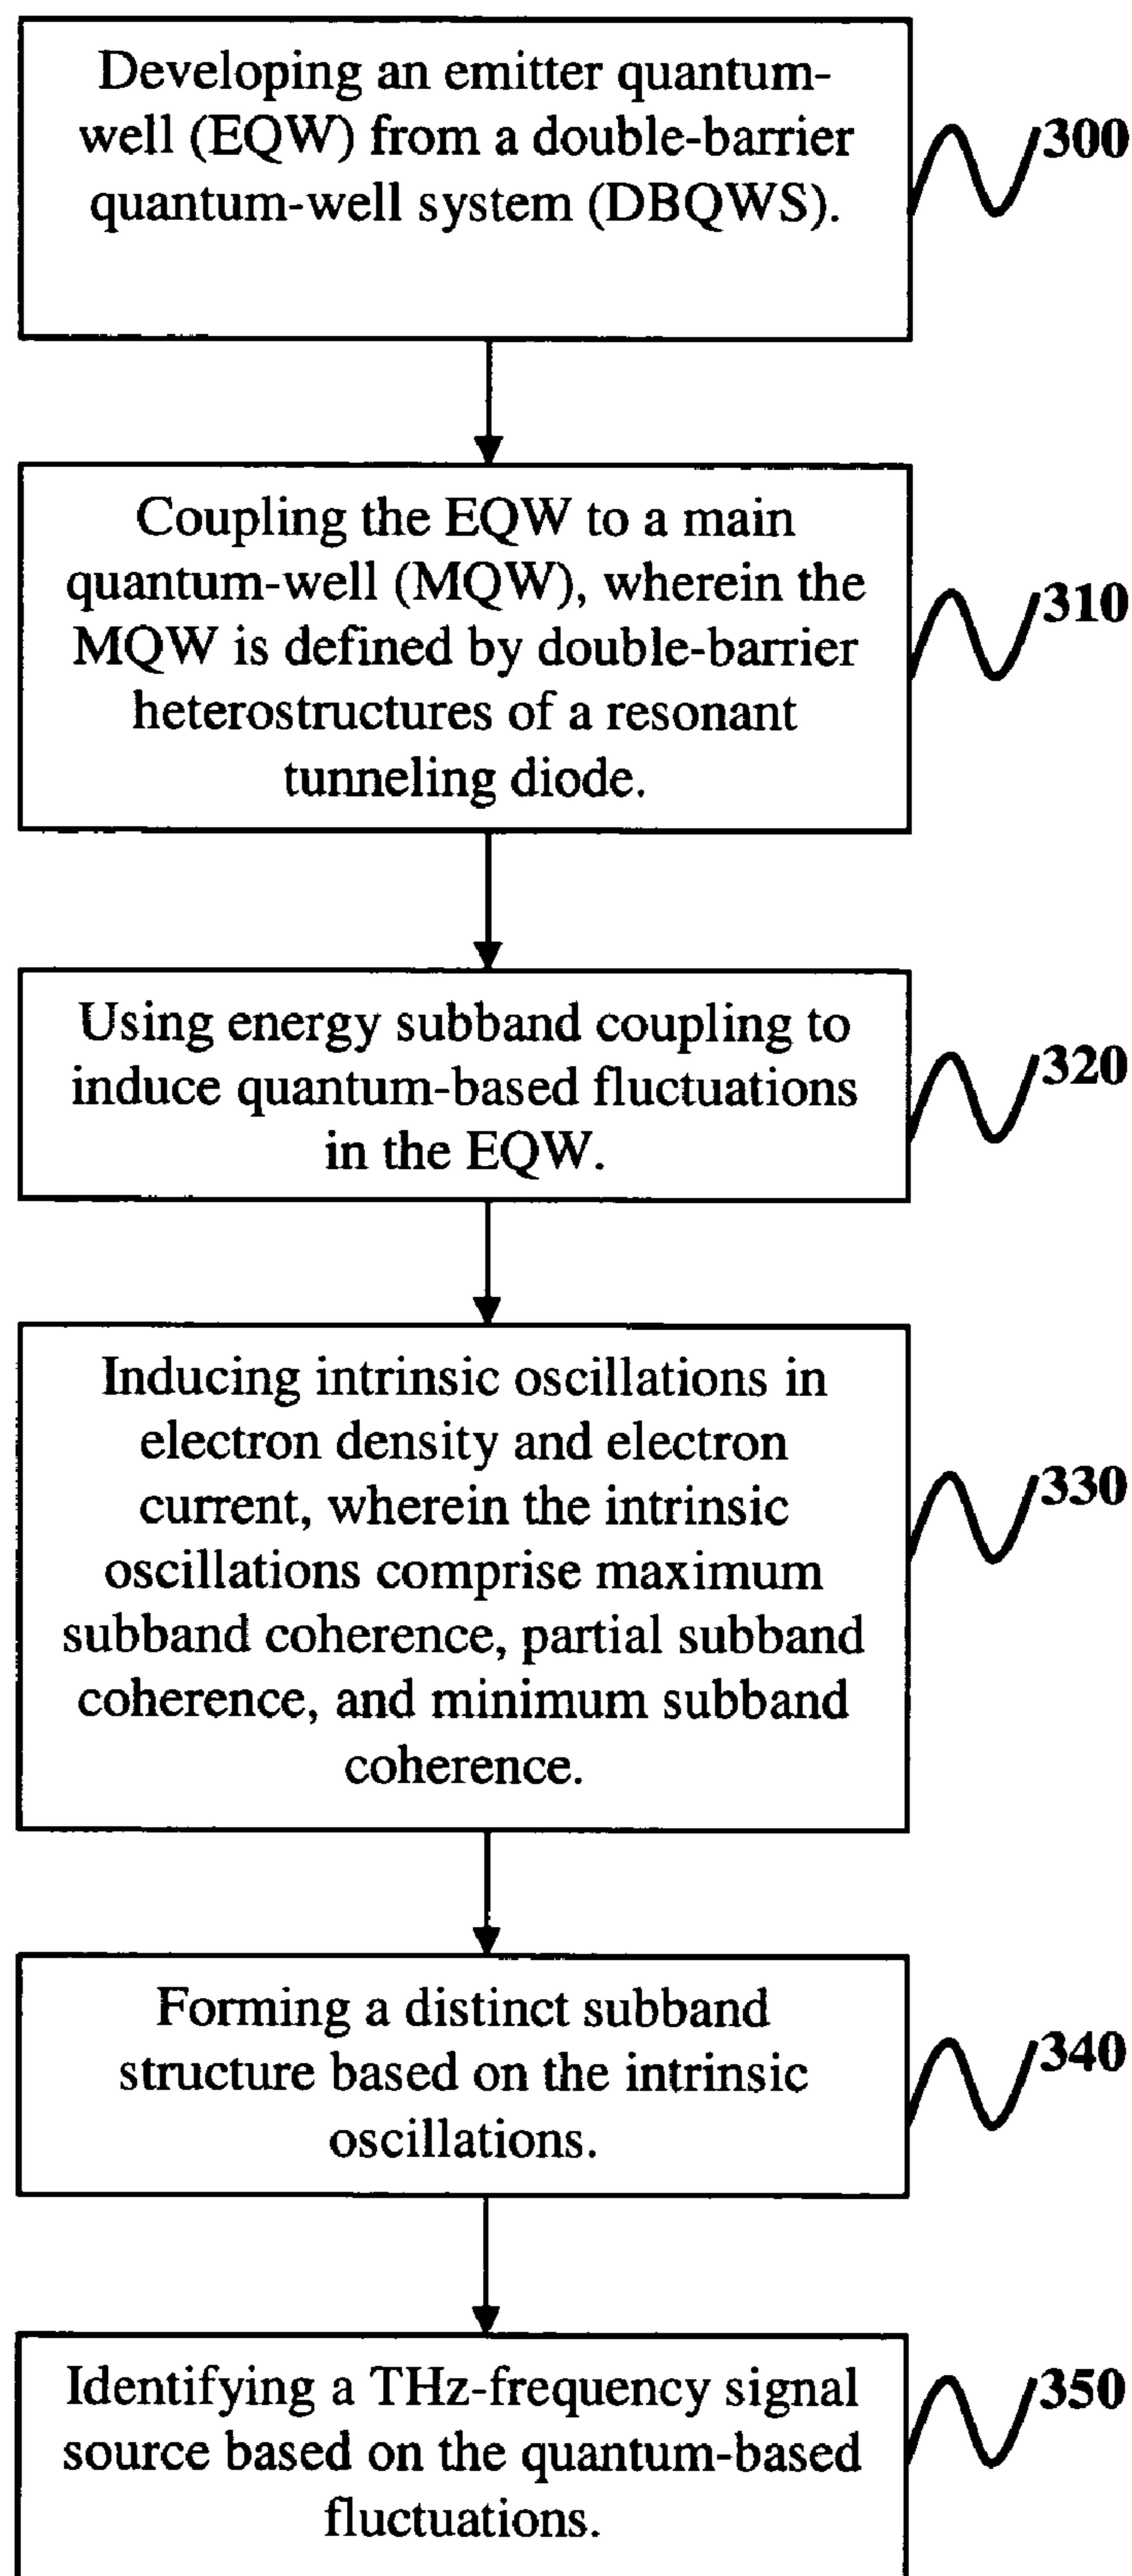 Developing an emitter quantum-
well (EQW) from a double-barrier
quantum-well system (DBQWS).
300
Coupling the EQW to a main
quantum-well (MQW), wherein the
MQW is defined by double-barrier
heterostructures of a resonant
tunneling diode.
310
Using energy subband coupling to
induce quantum-based fluctuations
in the EQW.
320
Inducing intrinsic oscillations in
electron density and electron
current, wherein the intrinsic
oscillations comprise maximum
subband coherence, partial subband
coherence, and minimum subband
coherence.
330
Forming a distinct subband
structure based on the intrinsic
oscillations.
340
Identifying a THz-frequency signal
source based on the quantum-based
fluctuations.
350